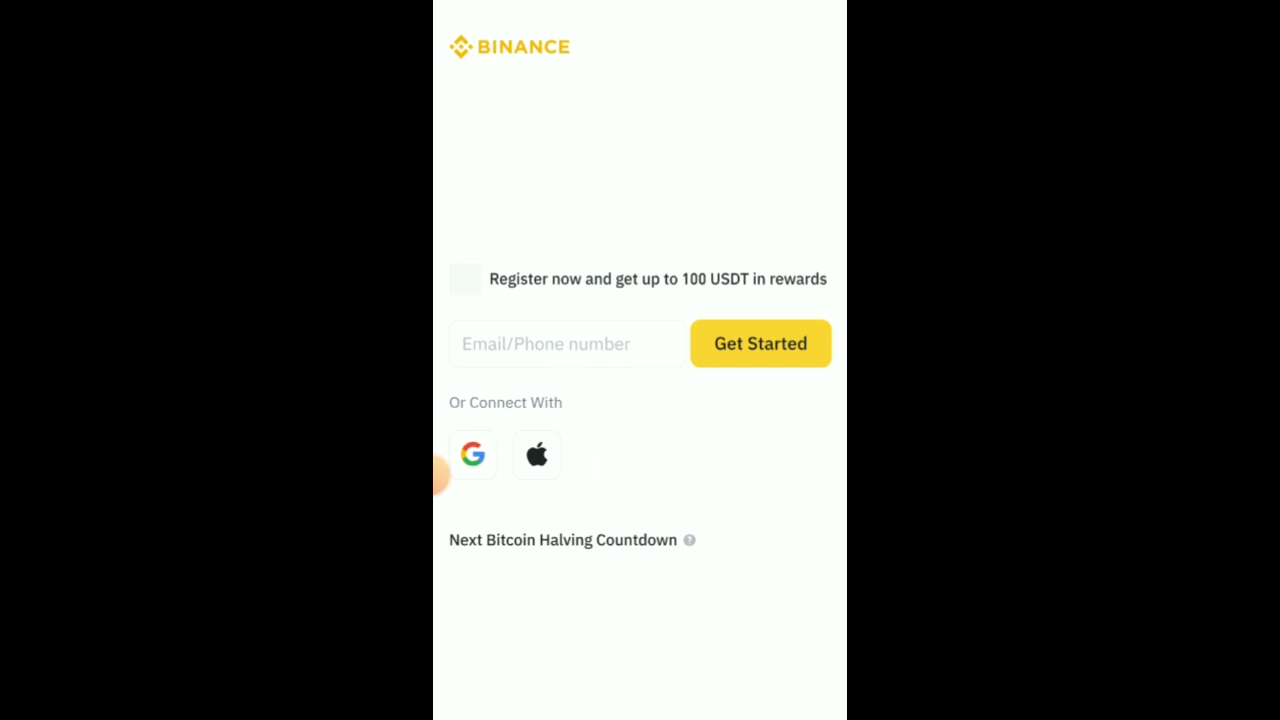 BINANCE
Register now and get up to 100 USDT in rewards
Email/Phone number
Get Started
Or Connect With
Next Bitcoin Halving Countdown